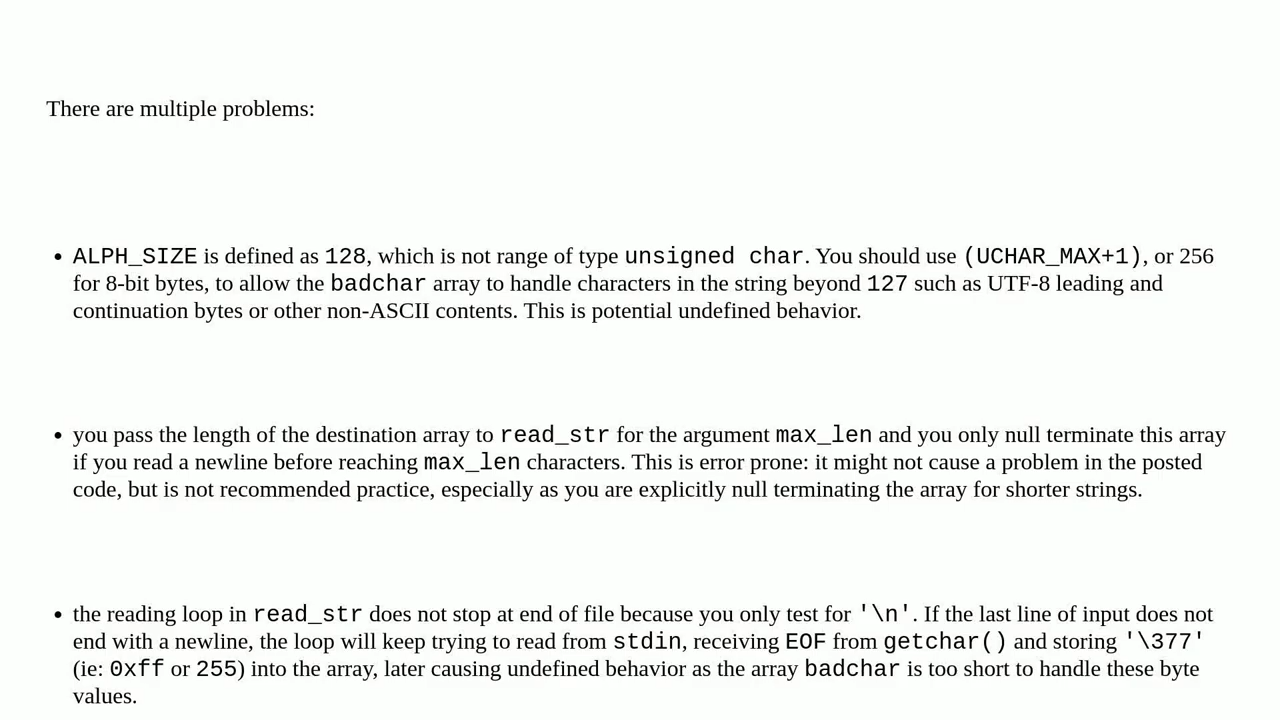 There are multiple problems:
• ALPH_SIZE is defined as 128, which is not range of type unsigned char. You should use (UCHAR_MAX+1), or 256
for 8-bit bytes, to allow the badchar array to handle characters in the string beyond 127 such as UTF-8 leading and
continuation bytes or other non-ASCII contents. This is potential undefined behavior.
• you pass the length of the destination array to read_str for the argument max_len and you only null terminate this array
if you read a newline before reaching max_len characters. This is error prone: it might not cause a problem in the posted
code, but is not recommended practice, especially as you are explicitly null terminating the array for shorter strings.
• the reading loop in read_str does not stop at end of file because you only test for '\n'. If the last line of input does not
end with a newline, the loop will keep trying to read from stdin, receiving EOF from getchar() and storing '\377'
(ie: 0xff or 255) into the array, later causing undefined behavior as the array badchar is too short to handle these byte
values.